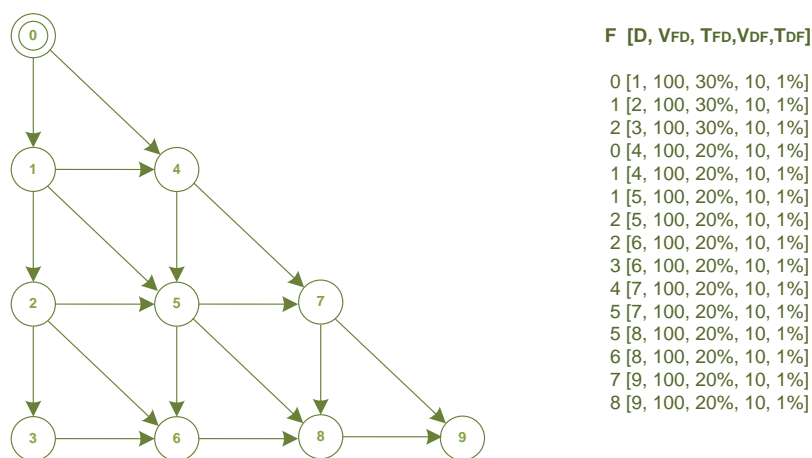 0
1
4
2
5
7
3
6
8
9
F [D, VFD, TFD,VDF,TDF]
0 [1, 100, 30%, 10, 1%]
1 [2, 100, 30%, 10, 1%]
2 [3, 100, 30%, 10, 1%]
0 [4, 100, 20%, 10, 1%]
1 [4, 100, 20%, 10, 1%]
1 [5, 100, 20%, 10, 1%]
2 [5, 100, 20%, 10, 1%]
2 [6, 100, 20%, 10, 1%]
3 [6, 100, 20%, 10, 1%]
4 [7, 100, 20%, 10, 1%]
5 [7, 100, 20%, 10, 1%]
5 [8, 100, 20%, 10, 1%]
6 [8, 100, 20%, 10, 1%]
7 [9, 100, 20%, 10, 1%]
8 [9, 100, 20%, 10, 1%]